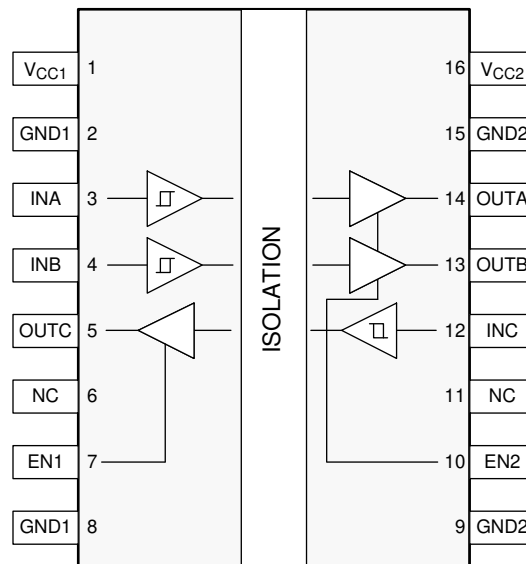 VCC1 1 16 VCC2
GND1 2 15 GND2
INA 3 14 OUTA
INB 4 13 OUTB
ISOLATION
OUTC 5 12 INC
NC 6 11 NC
EN1 7 10 EN2
GND1 8 9 GND2